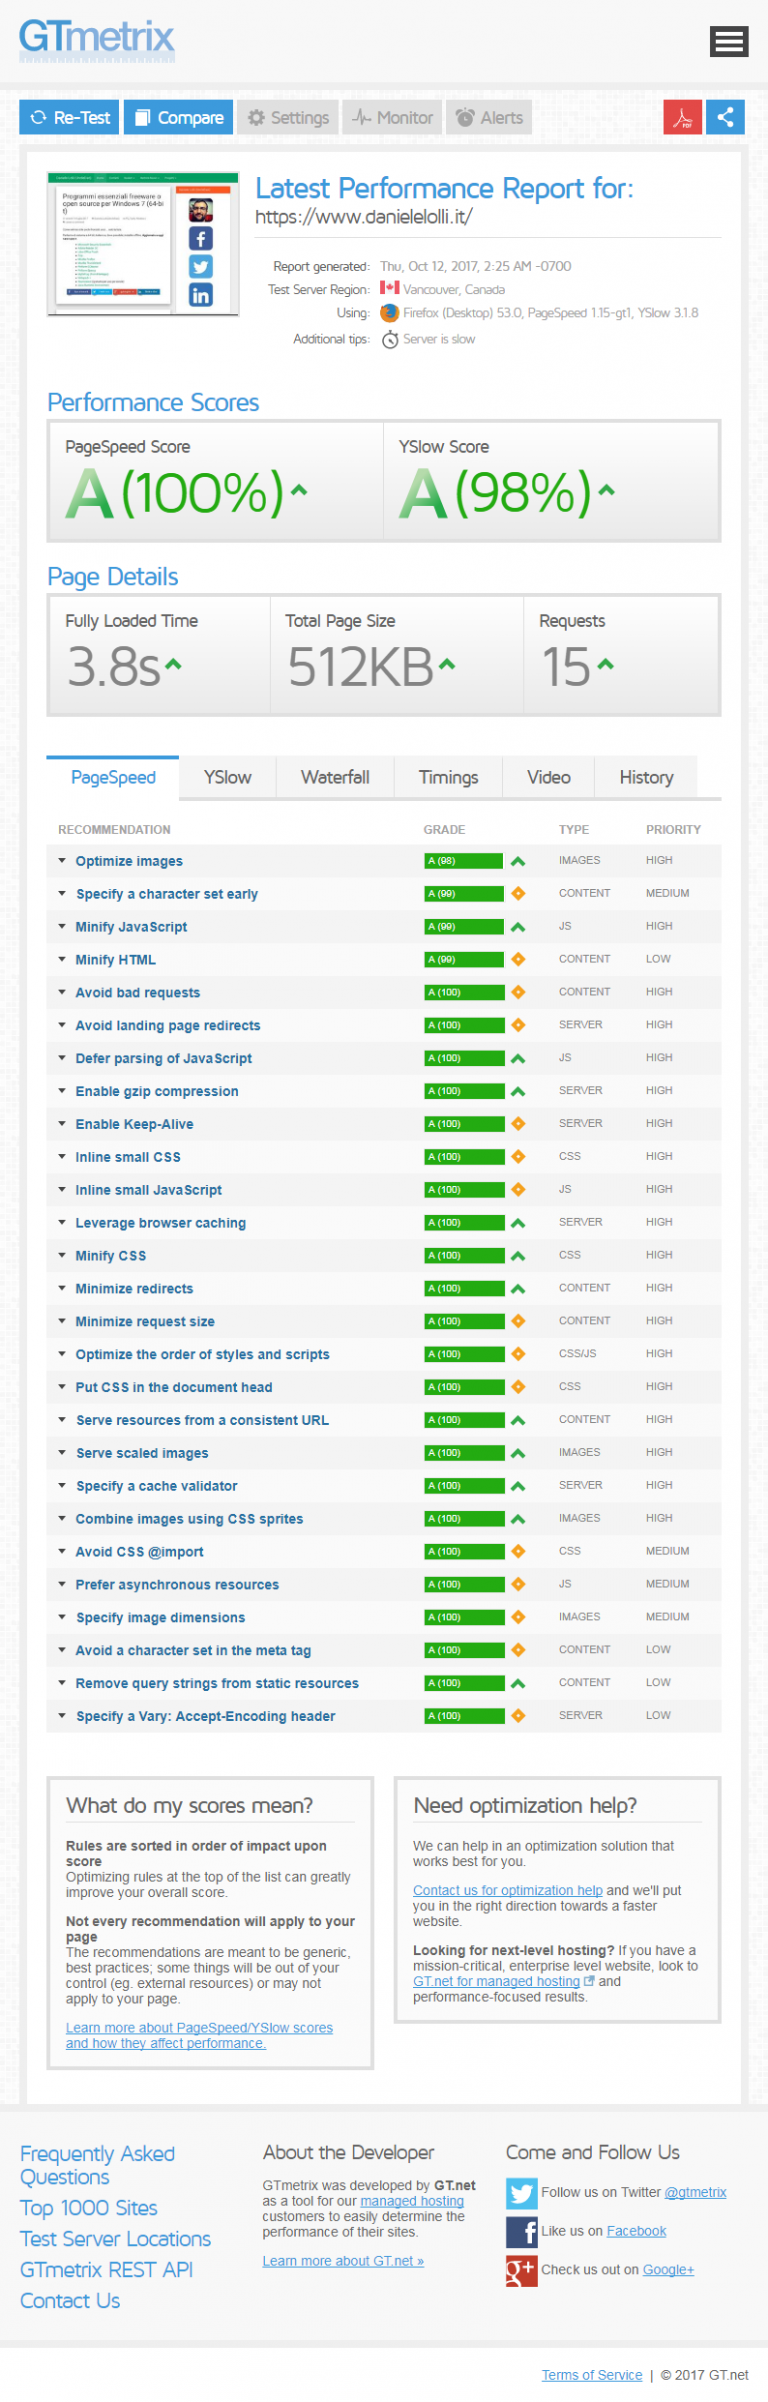 GTmetrix
Re-Test Compare Settings Monitor Alerts
PDF
Programmi essenziali freeware o
open source per Windows 7 (64-bi
t)
Latest Performance Report for:
https://www.danielelolli.it/
Report generated: Thu, Oct 12, 2017, 2:25 AM -0700
Test Server Region: Vancouver, Canada
Using: Firefox (Desktop) 53.0, PageSpeed 1.15-gt1, YSlow 3.1.8
Additional tips: Server is slow
Performance Scores
PageSpeed Score YSlow Score
A (100%) A (98%)
Page Details
Fully Loaded Time Total Page Size Requests
3.8s 512KB 15
PageSpeed YSlow Waterfall Timings Video History
RECOMMENDATION GRADE TYPE PRIORITY
Optimize images A (98) IMAGES HIGH
Specify a character set early A (99) CONTENT MEDIUM
Minify JavaScript A (99) JS HIGH
Minify HTML A (99) CONTENT LOW
Avoid bad requests A (100) CONTENT HIGH
Avoid landing page redirects A (100) SERVER HIGH
Defer parsing of JavaScript A (100) JS HIGH
Enable gzip compression A (100) SERVER HIGH
Enable Keep-Alive A (100) SERVER HIGH
Inline small CSS A (100) CSS HIGH
Inline small JavaScript A (100) JS HIGH
Leverage browser caching A (100) SERVER HIGH
Minify CSS A (100) CSS HIGH
Minimize redirects A (100) CONTENT HIGH
Minimize request size A (100) CONTENT HIGH
Optimize the order of styles and scripts A (100) CSS/JS HIGH
Put CSS in the document head A (100) CSS HIGH
Serve resources from a consistent URL A (100) CONTENT HIGH
Serve scaled images A (100) IMAGES HIGH
Specify a cache validator A (100) SERVER HIGH
Combine images using CSS sprites A (100) IMAGES HIGH
Avoid CSS @import A (100) CSS MEDIUM
Prefer asynchronous resources A (100) JS MEDIUM
Specify image dimensions A (100) IMAGES MEDIUM
Avoid a character set in the meta tag A (100) CONTENT LOW
Remove query strings from static resources A (100) CONTENT LOW
Specify a Vary: Accept-Encoding header A (100) SERVER LOW
What do my scores mean?
Rules are sorted in order of impact upon
score
Optimizing rules at the top of the list can greatly
improve your overall score.
Not every recommendation will apply to your
page
The recommendations are meant to be generic,
best practices; some things will be out of your
control (eg. external resources) or may not
apply to your page.
Learn more about PageSpeed/YSlow scores
and how they affect performance.
Need optimization help?
We can help in an optimization solution that
works best for you.
Contact us for optimization help and we'll put
you in the right direction towards a faster
website.
Looking for next-level hosting? If you have a
mission-critical, enterprise level website, look to
GT.net for managed hosting and
performance-focused results.
Frequently Asked
Questions
Top 1000 Sites
Test Server Locations
GTmetrix REST API
Contact Us
About the Developer
GTmetrix was developed by GT.net
as a tool for our managed hosting
customers to easily determine the
performance of their sites.
Learn more about GT.net »
Come and Follow Us
Follow us on Twitter @gtmetrix
Like us on Facebook
Check us out on Google+
Terms of Service | © 2017 GT.net